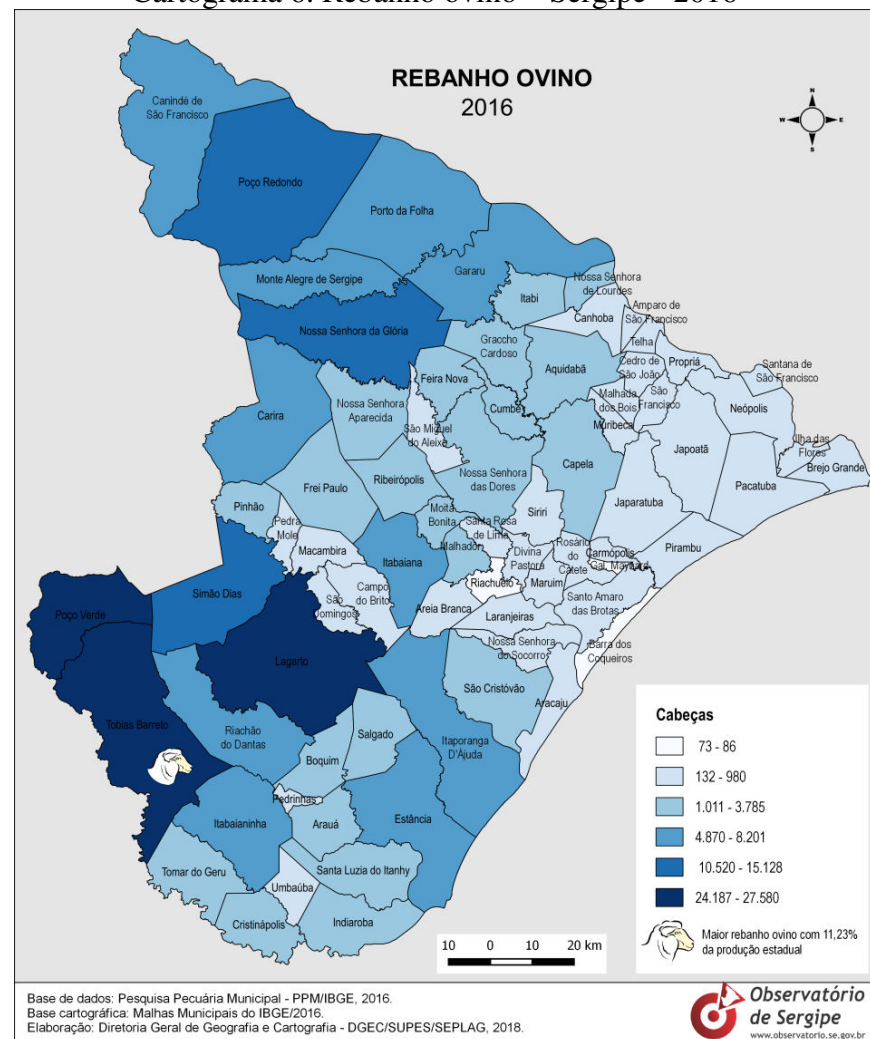 Cartograma 6: Rebanho ovino – Sergipe - 2016
REBANHO OVINO
2016
N
W
E
S
Canindé de
São Francisco
Poço Redondo
Porto da Folha
Monte Alegre de Sergipe
Gararu
Nossa Senhora
de Lourdes
Itabi
Amparo de
São Francisco
Canhoba
Nossa Senhora da Glória
Graccho
Cardoso
Telha
Cedro de
São João
Propriá
Santana de
São Francisco
Aquidabã
Feira Nova
Carira
Nossa Senhora
Aparecida
Cumbe
Malhada
dos Bois
São
Francisco
Neópolis
São Miguel
do Aleixo
Muribeca
Ilha das
Flores
Japoatã
Brejo Grande
Capela
Nossa Senhora
das Dores
Ribeirópolis
Frei Paulo
Pacatuba
Pinhão
Japaratuba
Moita
Bonita
Siriri
Pedra
Mole
Santa Rosa
de Lima
Macambira
Malhador
Divina
Pastora
Rosário
do
Catete
Carmópolis
Pirambu
Itabaiana
Gal. Maynard
Riachuelo
Maruim
Simão Dias
Campo
do Brito
São
Domingos
Santo Amaro
das Brotas
Areia Branca
Laranjeiras
Poço Verde
Nossa Senhora
do Socorro
Barra dos
Coqueiros
Lagarto
São Cristóvão
Aracaju
Tobias Barreto
Riachão
do Dantas
Salgado
Itaporanga
D'Ajuda
Boquim
Pedrinhas
Itabaianinha
Arauá
Estância
Tomar do Geru
Santa Luzia do Itanhy
Umbaúba
Cristinápolis
Indiaroba
Cabeças
73 - 86
132 - 980
1.011 - 3.785
4.870 - 8.201
10.520 - 15.128
24.187 - 27.580
Maior rebanho ovino com 11,23%
da produção estadual
10 0 10 20 km
Base de dados: Pesquisa Pecuária Municipal - PPM/IBGE, 2016.
Base cartográfica: Malhas Municipais do IBGE/2016.
Elaboração: Diretoria Geral de Geografia e Cartografia - DGEC/SUPES/SEPLAG, 2018.
Observatório
de Sergipe
www.observatorio.se.gov.br